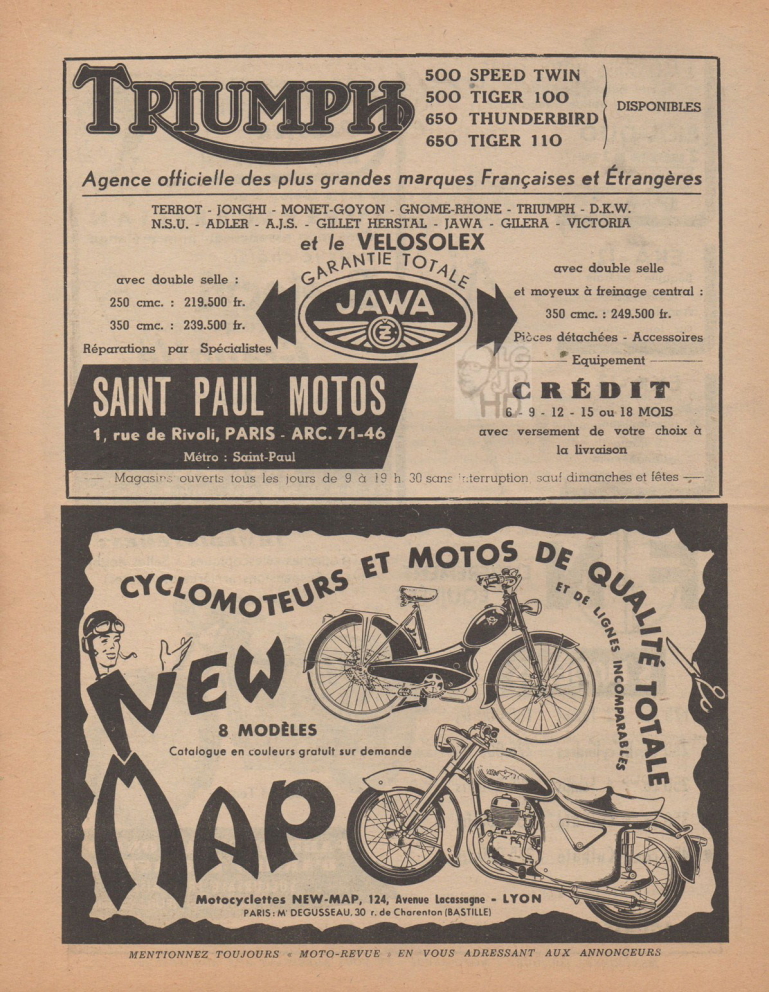 TRIUMPH
500 SPEED TWIN
500 TIGER 100
650 THUNDERBIRD
650 TIGER 110
DISPONIBLES
Agence officielle des plus grandes marques Françaises et Étrangères
TERROT - JONGHI - MONET-GOYON - GNOME-RHONE - TRIUMPH - D.K.W.
N.S.U. - ADLER - A.J.S. - GILLET HERSTAL - JAWA - GILERA - VICTORIA
et le VELOSOLEX
GARANTIE TOTALE
JAWA
CZ
avec double selle :
250 cmc. : 219.500 fr.
350 cmc. : 239.500 fr.
Réparations par Spécialistes
avec double selle
et moyeux à freinage central :
350 cmc. : 249.500 fr.
Pièces détachées - Accessoires
Equipement
CRÉDIT
6 - 9 - 12 - 15 ou 18 MOIS
avec versement de votre choix à
la livraison
SAINT PAUL MOTOS
1, rue de Rivoli, PARIS - ARC. 71-46
Métro : Saint-Paul
Magasins ouverts tous les jours de 9 à 19 h. 30 sans interruption, sauf dimanches et fêtes
CYCLOMOTEURS ET MOTOS DE QUALITÉ TOTALE
ET DE LIGNES INCOMPARABLES
NEW
8 MODÈLES
Catalogue en couleurs gratuit sur demande
MAP
Motocyclettes NEW-MAP, 124, Avenue Lacassagne - LYON
PARIS : Mr DEGUSSEAU. 30 r. de Charenton (BASTILLE)
MENTIONNEZ TOUJOURS « MOTO-REVUE » EN VOUS ADRESSANT AUX ANNONCEURS